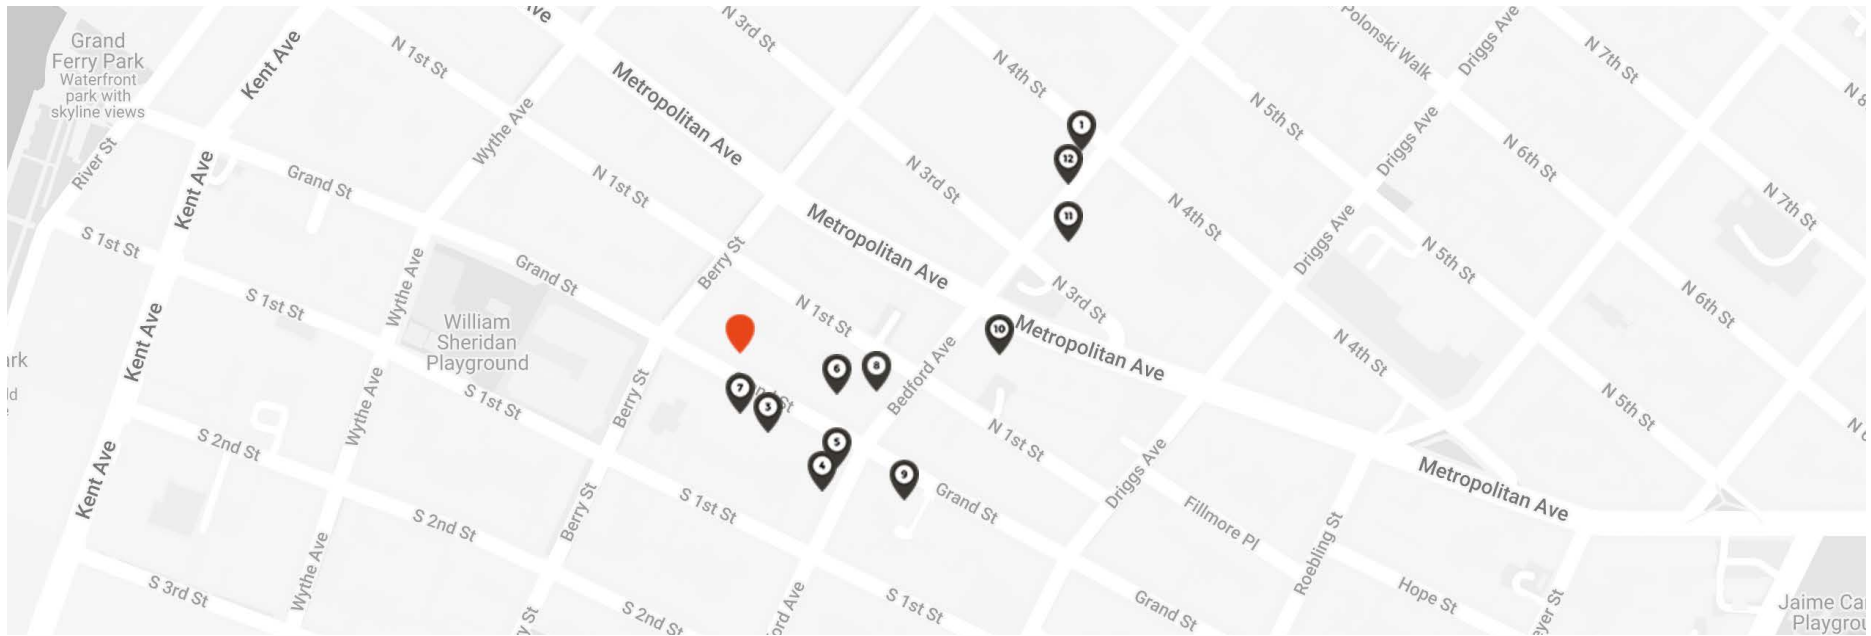 Grand
Ferry Park
Waterfront
park with
skyline views
Kent Ave
N 1st St
Wythe Ave
Metropolitan Ave
N 3rd St
N 4th St
Polonski Walk
Driggs Ave
N 7th St
N 5th St
Driggs Ave
N 6th St
N 7th St
1
12
11
River St
Kent Ave
Grand St
N 1st St
N 3rd St
N 4th St
Driggs Ave
N 5th St
S 1st St
Metropolitan Ave
Berry St
Grand St
Wythe Ave
S 1st St
William
Sheridan
Playground
N 1st St
N 3rd St
N 6th St
10
Metropolitan Ave
Kent Ave
N 4th St
6
8
Bedford Ave
7
3
Wythe Ave
S 1st St
Berry St
N 5th St
5
4
9
S 2nd St
N 1st St
Kent Ave
S 1st St
Grand St
Driggs Ave
Metropolitan Ave
Berry St
S 2nd St
Fillmore Pl
Roebling St
Wythe Ave
S 3rd St
S 2nd St
S 1st St
Grand St
Hope St